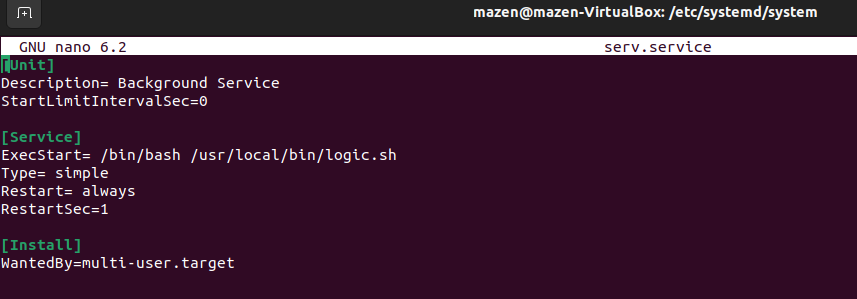 mazen@mazen-VirtualBox: /etc/systemd/system
GNU nano 6.2 serv.service
[Unit]
Description= Background Service
StartLimitIntervalSec=0
[Service]
ExecStart= /bin/bash /usr/local/bin/logic.sh
Type= simple
Restart= always
RestartSec=1
[Install]
WantedBy=multi-user.target